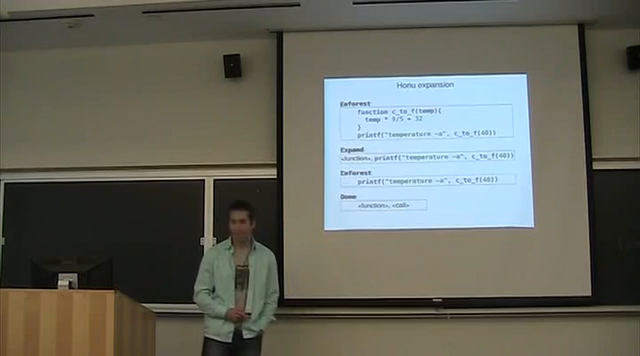 Honu expansion
Enforest
function c_to_f(temp){
temp * 9/5 + 32
}
printf("temperature ~a", c_to_f(40))
Expand
<function>, printf("temperature ~a", c_to_f(40))
Enforest
printf("temperature ~a", c_to_f(40))
Done
<function>, <call>